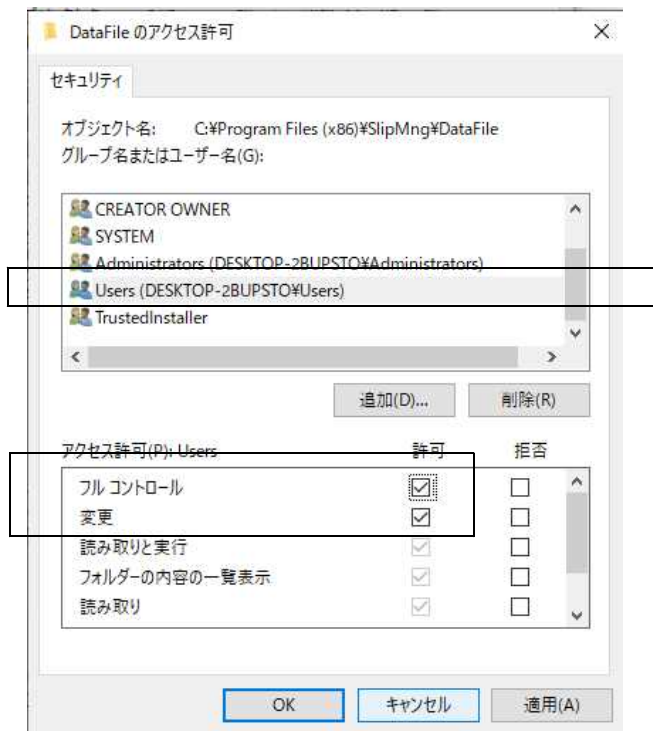 DataFile のアクセス許可
セキュリティ
オブジェクト名: C:¥Program Files (x86)¥SlipMng¥DataFile
グループ名またはユーザー名(G):
CREATOR OWNER
SYSTEM
Administrators (DESKTOP-2BUPSTO¥Administrators)
Users (DESKTOP-2BUPSTO¥Users)
TrustedInstaller
追加(D)... 削除(R)
アクセス許可(P): Users 許可 拒否
フル コントロール
変更
読み取りと実行
フォルダーの内容の一覧表示
読み取り
OK キャンセル 適用(A)